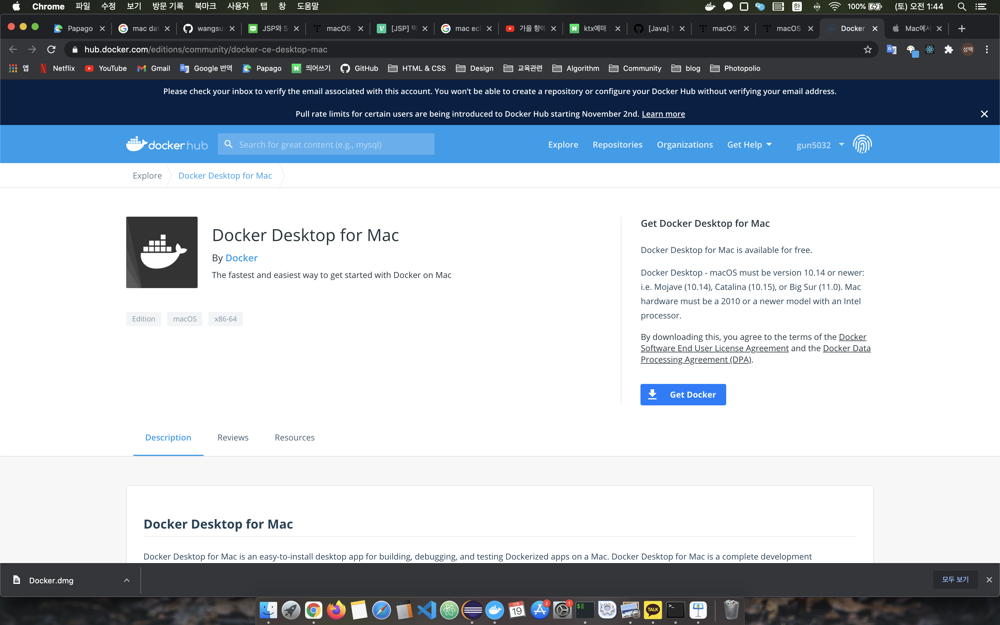 Chrome 파일 수정 보기 방문 기록 북마크 사용자 탭 창 도움말 한 100% (토) 오전 1:44
Papago mac dat wangsu JSP와 S macOS [JSP] 맥 mac ecl 가을 향에 ktx예매 [Java] macOS macOS Docker Mac에서
hub.docker.com/editions/community/docker-ce-desktop-mac 성택
앱 Netflix YouTube Gmail Google 번역 Papago 띄어쓰기 GitHub HTML & CSS Design 교육관련 Algorithm Community blog Photopolio
Please check your inbox to verify the email associated with this account. You won’t be able to create a repository or configure your Docker Hub without verifying your email address.
Pull rate limits for certain users are being introduced to Docker Hub starting November 2nd. Learn more
docker hub Search for great content (e.g., mysql) Explore Repositories Organizations Get Help gun5032
Explore Docker Desktop for Mac
Docker Desktop for Mac
By Docker
The fastest and easiest way to get started with Docker on Mac
Edition macOS x86-64
Get Docker Desktop for Mac
Docker Desktop for Mac is available for free.
Docker Desktop - macOS must be version 10.14 or newer:
i.e. Mojave (10.14), Catalina (10.15), or Big Sur (11.0). Mac
hardware must be a 2010 or a newer model with an Intel
processor.
By downloading this, you agree to the terms of the Docker
Software End User License Agreement and the Docker Data
Processing Agreement (DPA).
Get Docker
Description Reviews Resources
Docker Desktop for Mac
Docker Desktop for Mac is an easy-to-install desktop app for building, debugging, and testing Dockerized apps on a Mac. Docker Desktop for Mac is a complete development
Docker.dmg 모두 보기
12월 19 2 1 TALK